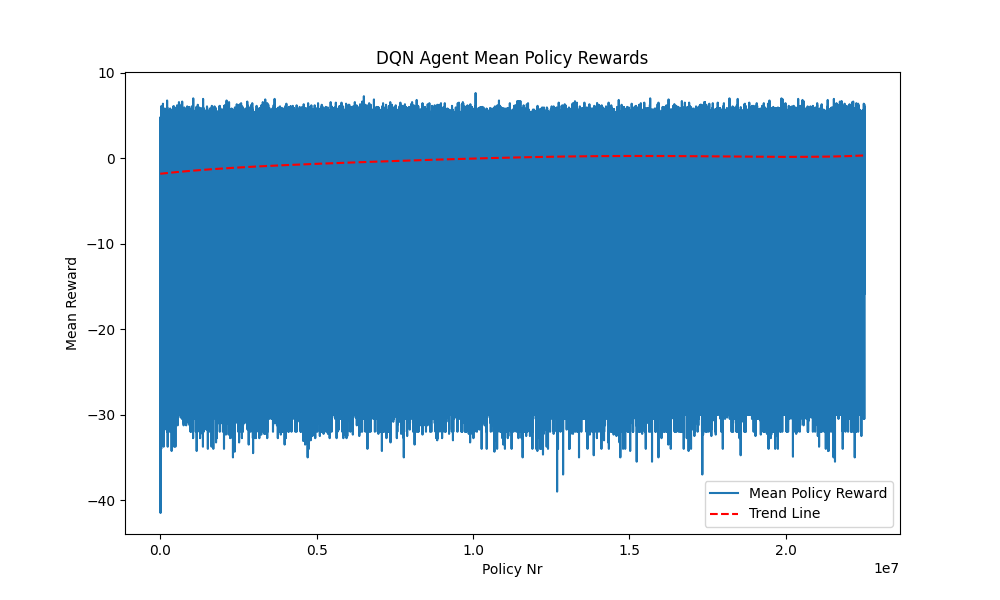 DQN Agent Mean Policy Rewards
10
0
−10
−20
−30
−40
Mean Reward
0.0
0.5
1.0
1.5
2.0
1e7
Policy Nr
Mean Policy Reward
Trend Line